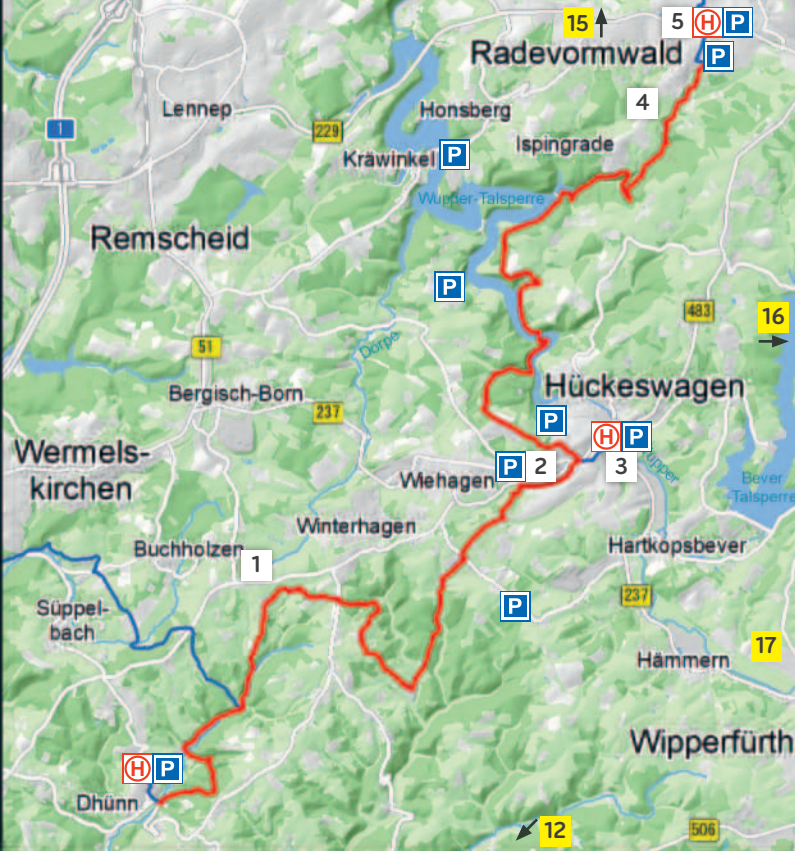 15
5
H
P
Radevormwald
P
4
Lennep
Honsberg
1
229
Ispingrade
Kräwinkel
P
Wupper-Talsperre
Remscheid
P
483
16
51
Dörpe
Bergisch-Born
Hückeswagen
237
P
H
P
Wermels-
kirchen
Wiehagen
P
2
3
Wupper
Bever
-Talsperre
Winterhagen
Buchholzen
1
Hartkopsbever
Süppel-
bach
P
237
17
Hämmern
Wipperfürth
H
P
Dhünn
12
506